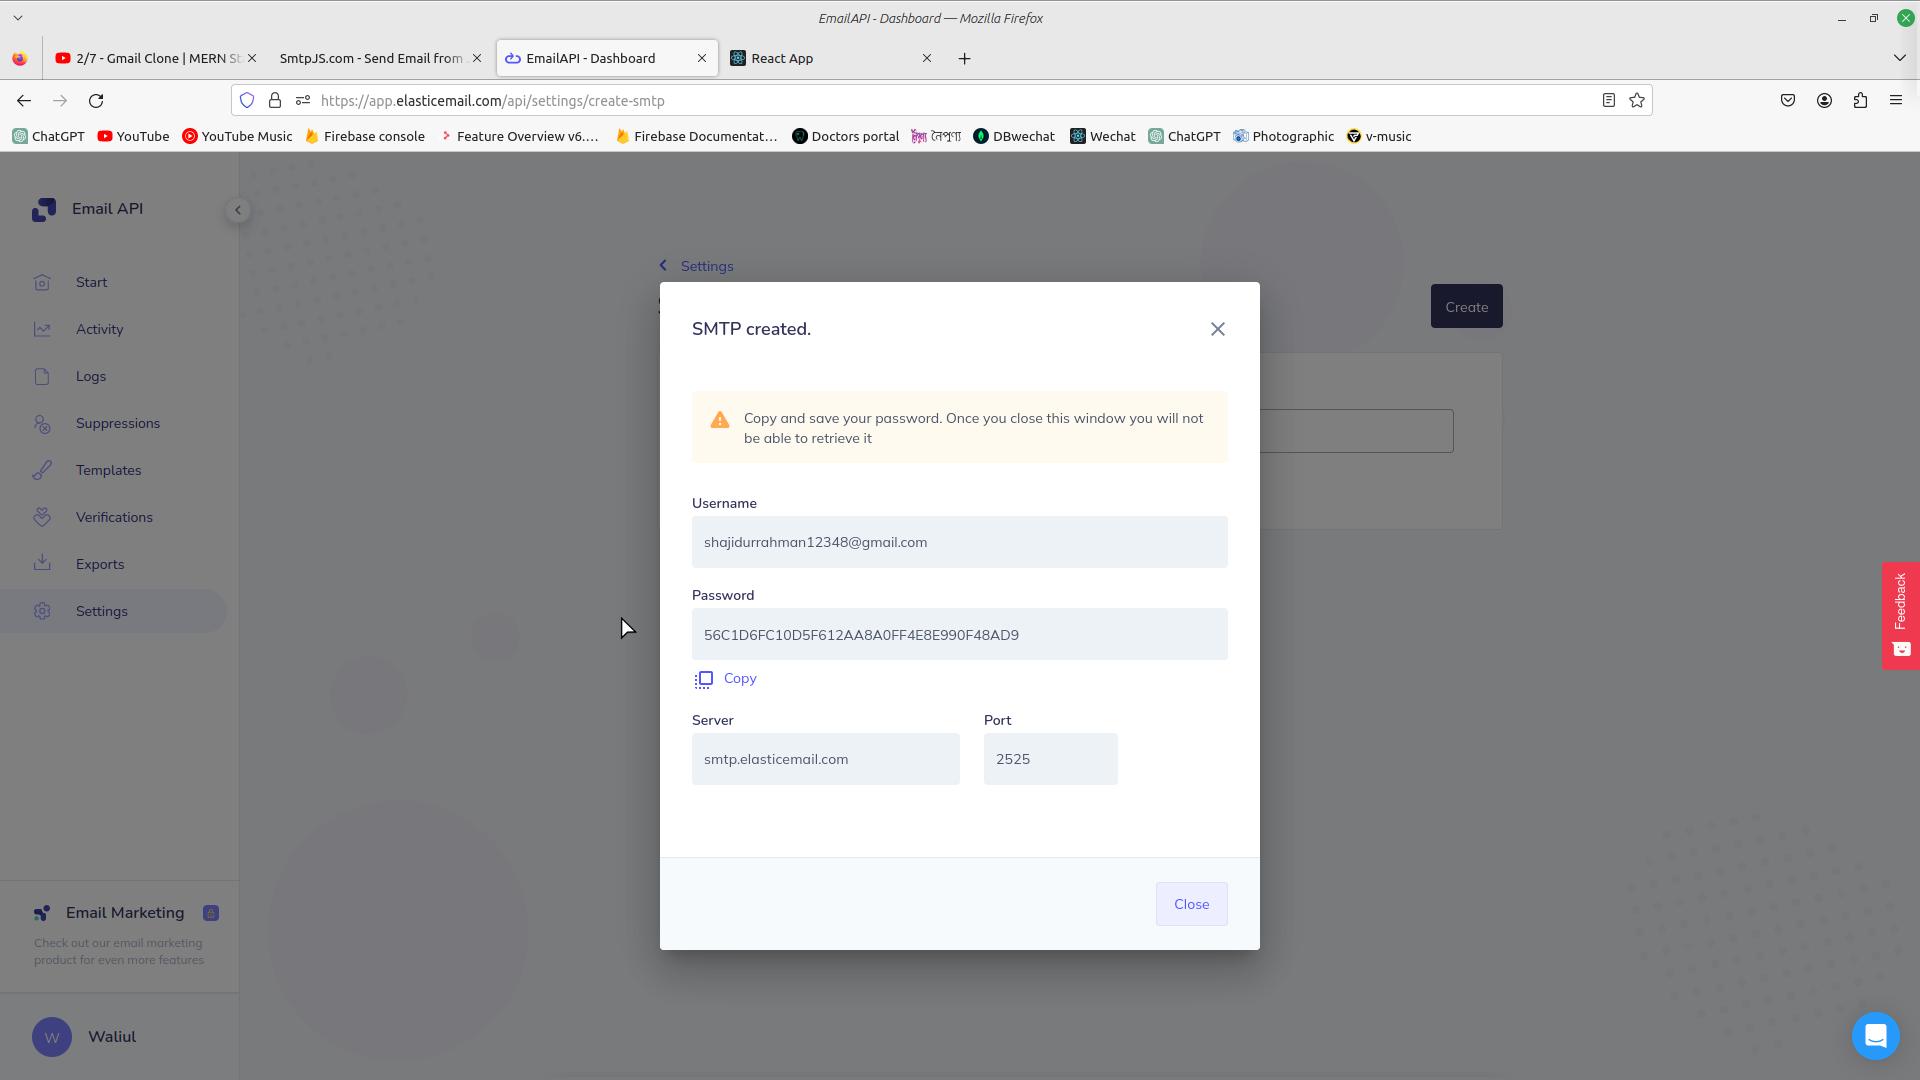 EmailAPI - Dashboard — Mozilla Firefox
2/7 - Gmail Clone | MERN St
SmtpJS.com - Send Email from
EmailAPI - Dashboard
React App
https://app.elasticemail.com/api/settings/create-smtp
ChatGPT
YouTube
YouTube Music
Firebase console
Feature Overview v6....
Firebase Documentat...
Doctors portal
নৈপুণ্য
DBwechat
Wechat
ChatGPT
Photographic
v-music
Email API
Start
Activity
Logs
Suppressions
Templates
Verifications
Exports
Settings
Email Marketing
Check out our email marketing
product for even more features
W
Waliul
Settings
Create
SMTP created.
Copy and save your password. Once you close this window you will not
be able to retrieve it
Username
shajidurrahman12348@gmail.com
Password
56C1D6FC10D5F612AA8A0FF4E8E990F48AD9
Copy
Server
Port
smtp.elasticemail.com
2525
Close
Feedback